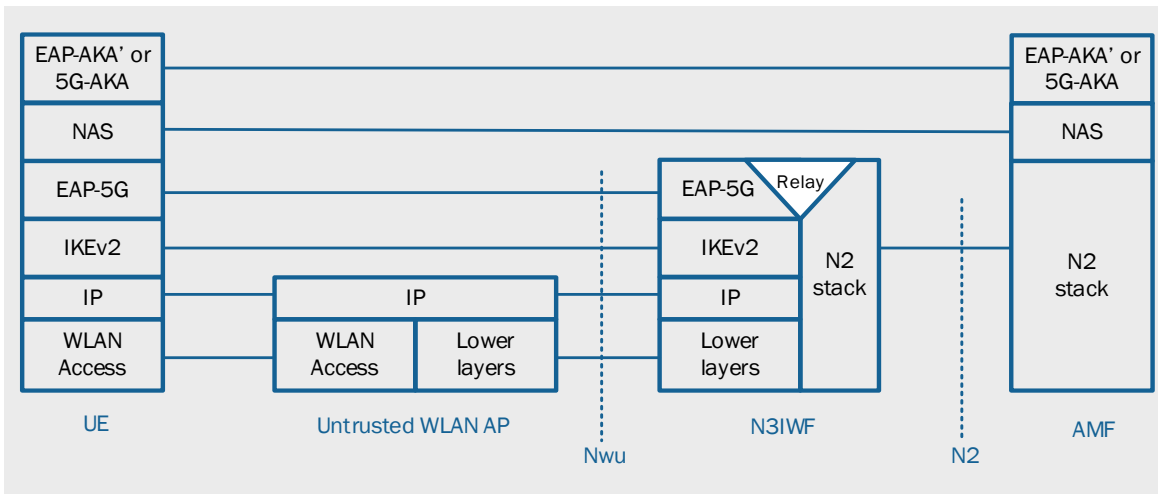 EAP-AKA’ or
5G-AKA
NAS
EAP-5G
IKEv2
IP
WLAN
Access
UE
IP
WLAN
Access
Lower
layers
Untrusted WLAN AP
Nwu
EAP-5G
Relay
IKEv2
IP
Lower
layers
N2
stack
N3IWF
N2
EAP-AKA’ or
5G-AKA
NAS
N2
stack
AMF